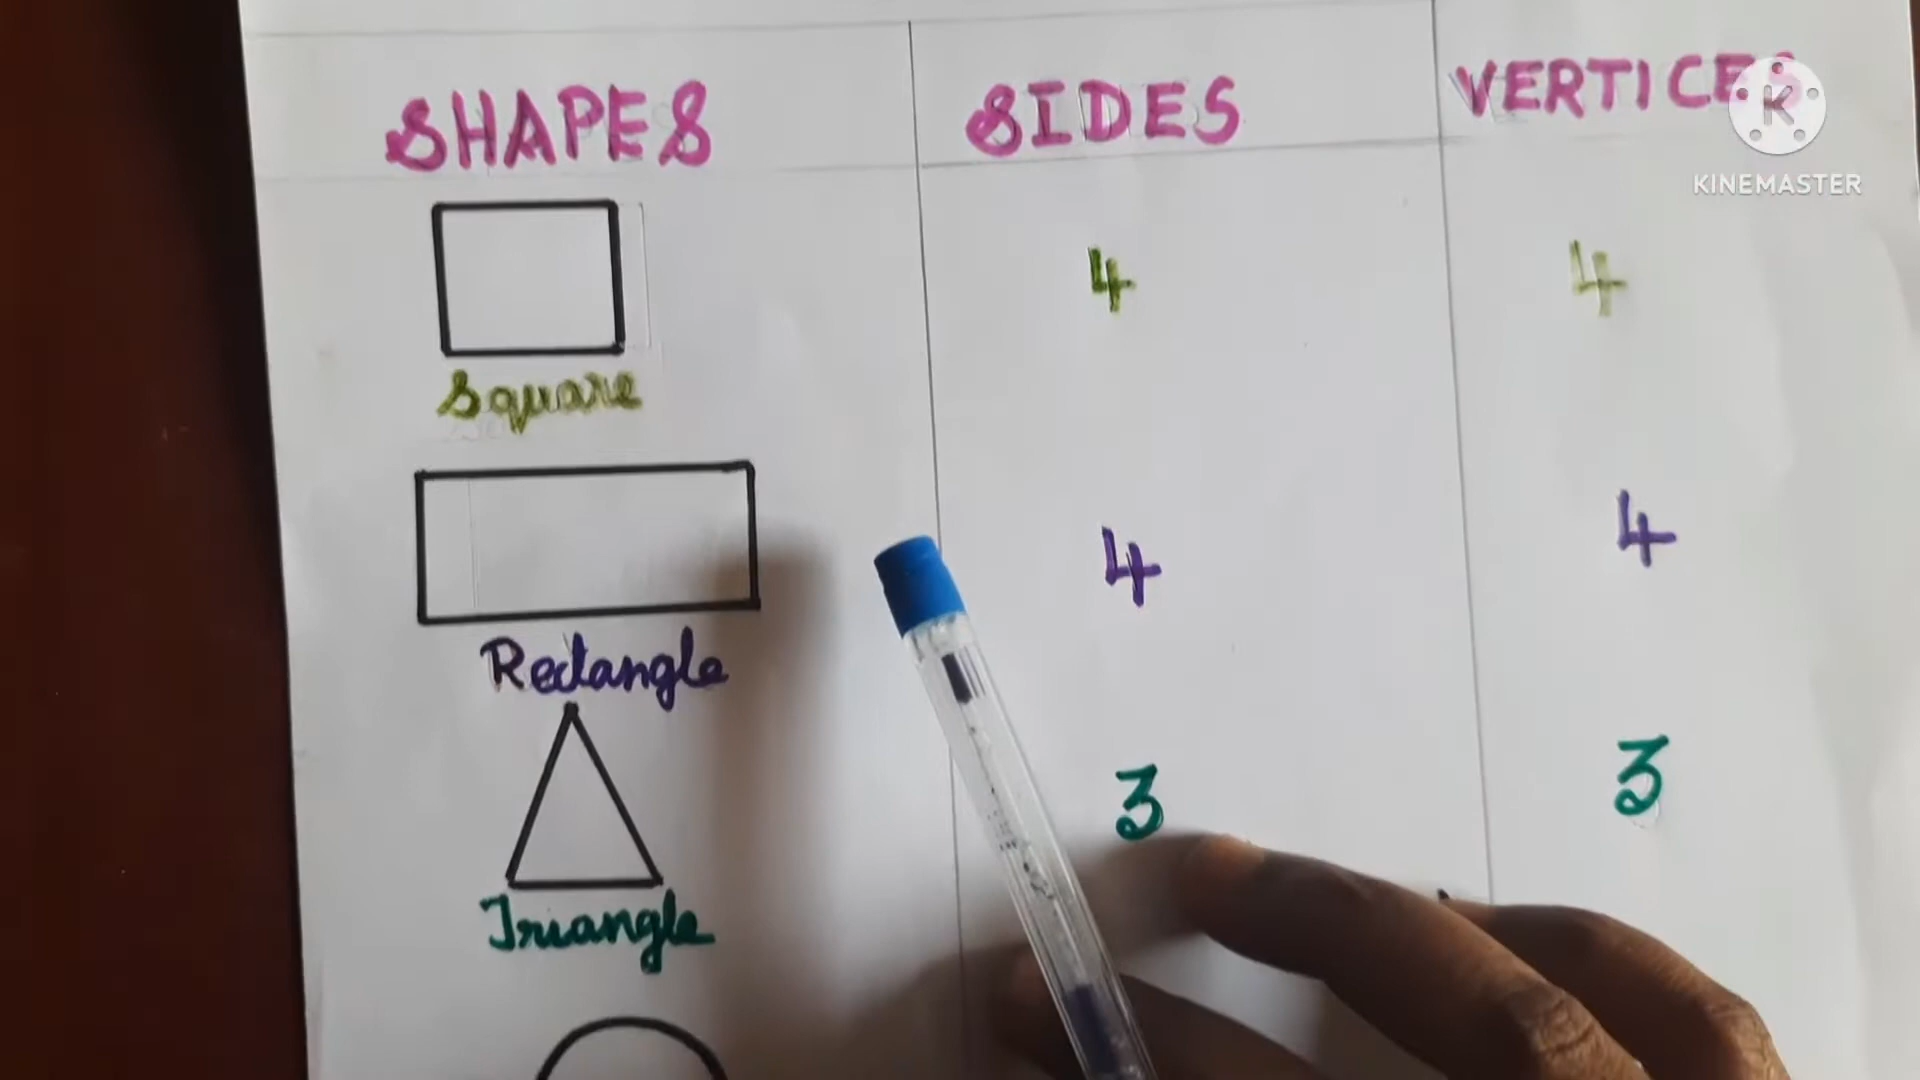 SHAPES SIDES VERTICES
K
KINEMASTER
4 4
Square
4 4
Rectangle
3 3
Triangle